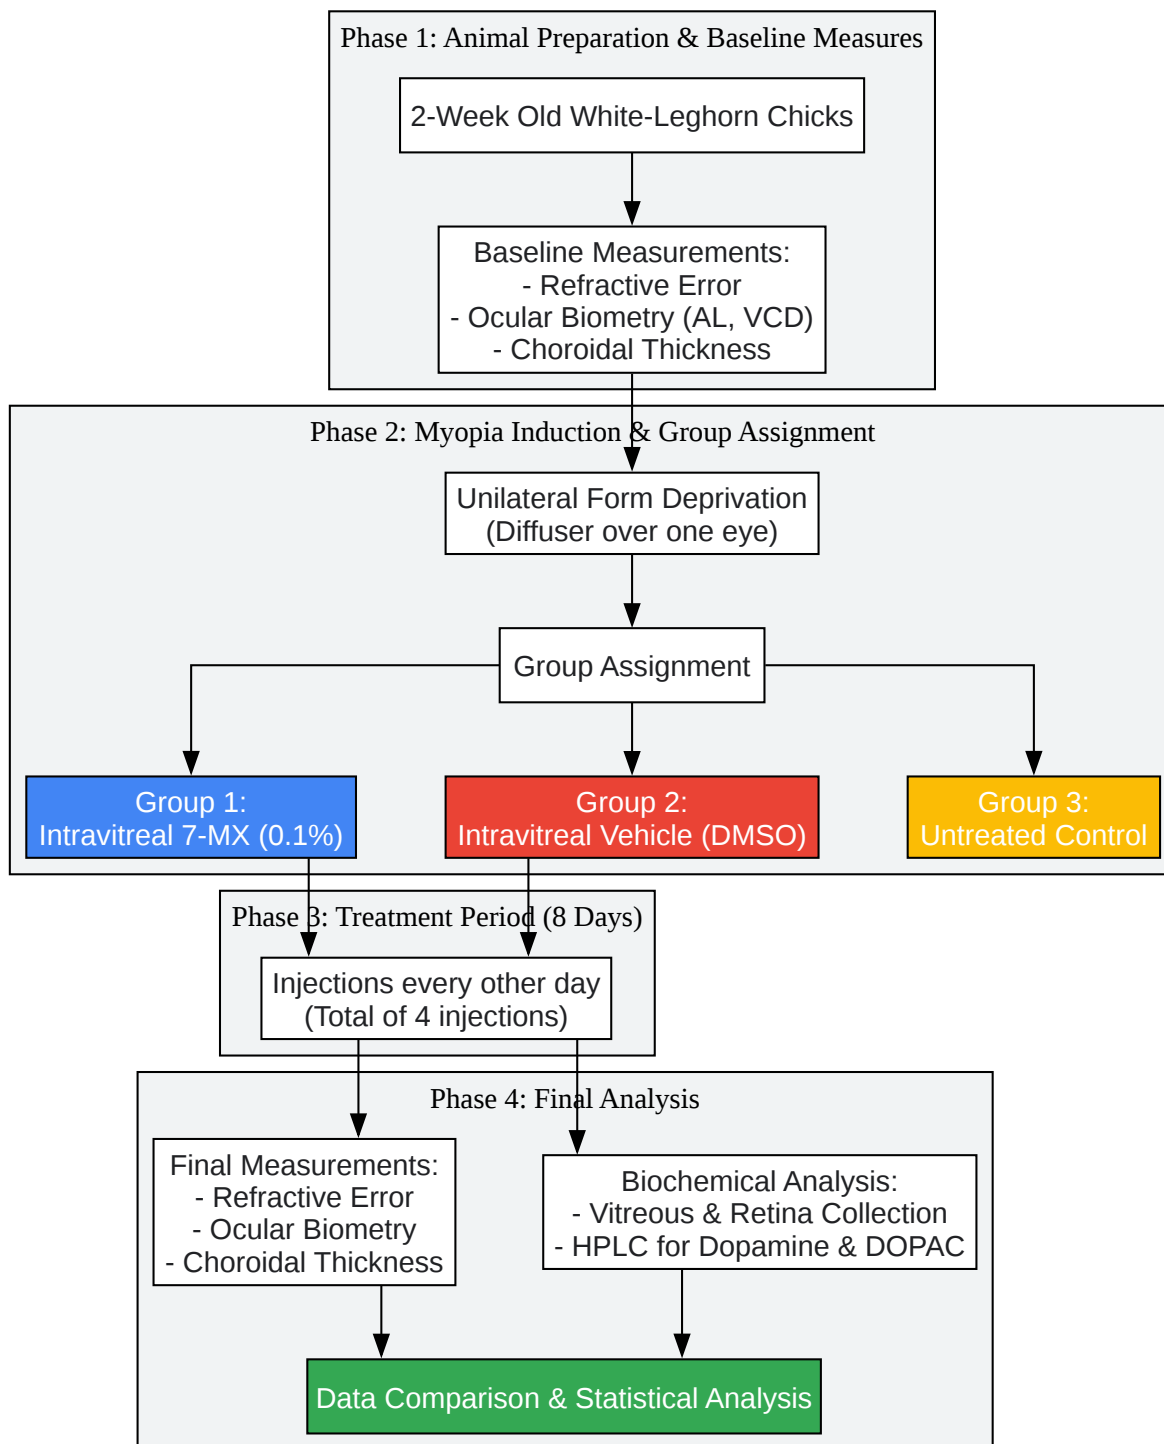 Phase 1: Animal Preparation & Baseline Measures
2-Week Old White-Leghorn Chicks
Baseline Measurements:
- Refractive Error
- Ocular Biometry (AL, VCD)
- Choroidal Thickness
Phase 2: Myopia Induction & Group Assignment
Unilateral Form Deprivation
(Diffuser over one eye)
Group Assignment
Group 1:
Intravitreal 7-MX (0.1%)
Group 2:
Intravitreal Vehicle (DMSO)
Group 3:
Untreated Control
Phase 3: Treatment Period (8 Days)
Injections every other day
(Total of 4 injections)
Phase 4: Final Analysis
Final Measurements:
- Refractive Error
- Ocular Biometry
- Choroidal Thickness
Biochemical Analysis:
- Vitreous & Retina Collection
- HPLC for Dopamine & DOPAC
Data Comparison & Statistical Analysis